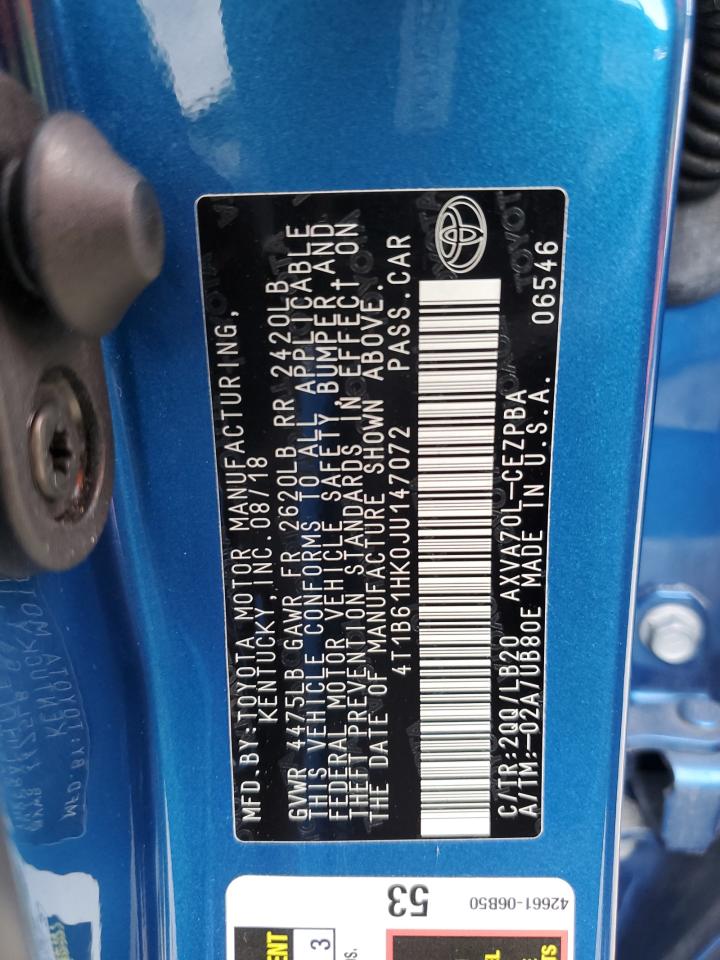 MFD.BY:TOYOTA MOTOR MANUFACTURING,
KENTUCKY, INC.08/18
GVWR 4475LB GAWR FR 2620LB RR 2420LB
THIS VEHICLE CONFORMS TO ALL APPLICABLE
FEDERAL MOTOR VEHICLE SAFETY, BUMPER, AND
THEFT PREVENTION STANDARDS IN EFFECT ON
THE DATE OF MANUFACTURE SHOWN ABOVE.
4T1B61HK0JU147072 PASS.CAR
C/TR:2QQ/LB20 AXVA70L-CEZPBA 06546
A/TM:-02A/UB80E MADE IN U.S.A.
53
42661-06B50
3